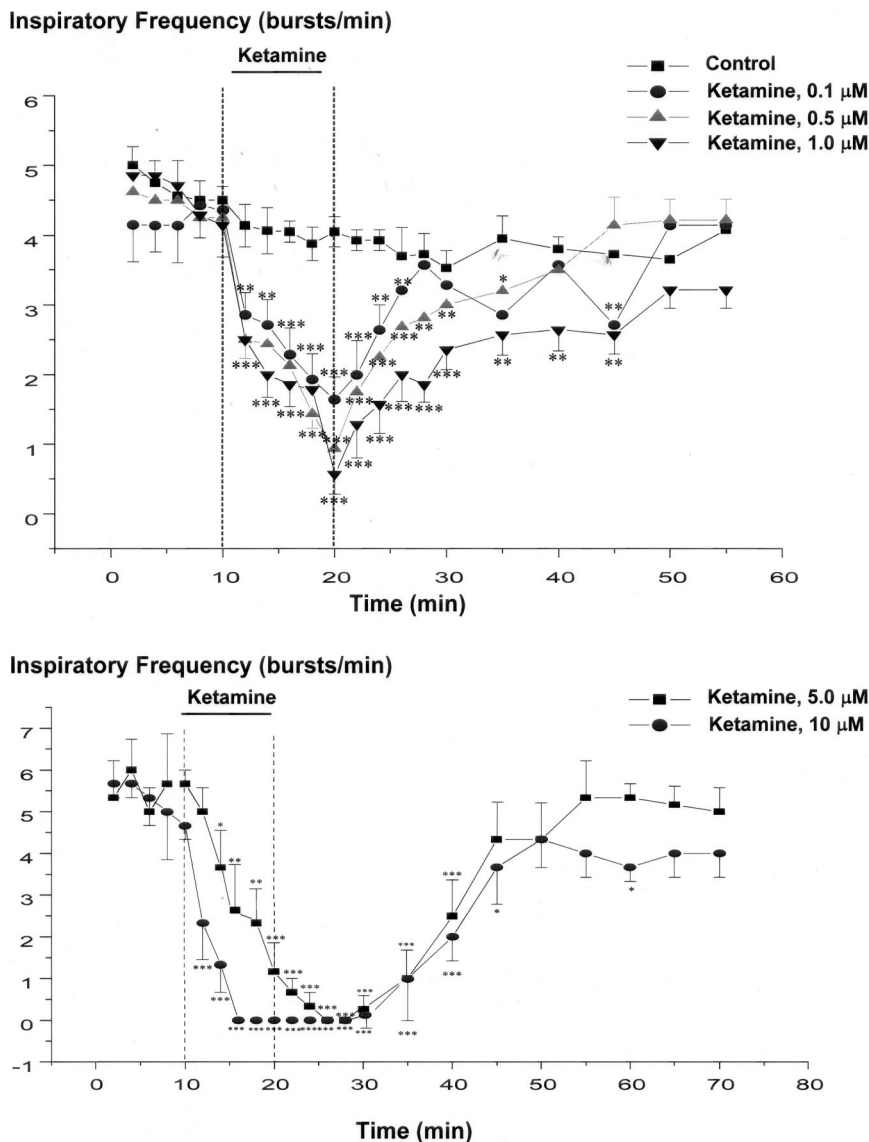 Inspiratory Frequency (bursts/min)
Ketamine
Control
Ketamine, 0.1 μM
Ketamine, 0.5 μM
Ketamine, 1.0 μM
6
5
4
3
2
1
0
** ** *** *** *** *** ** **
*** *** *** *** *** *** *** *** ** ** *
*** *** *** *** *** ** ** ** **
0 10 20 30 40 50 60
Time (min)
Inspiratory Frequency (bursts/min)
Ketamine
Ketamine, 5.0 μM
Ketamine, 10 μM
7
6
5
4
3
2
1
0
-1
* ** ** *** *** *** *** *** *** *** ***
*** *** *** *** *** *** *** *** *** *** *** *** * *
0 10 20 30 40 50 60 70 80
Time (min)